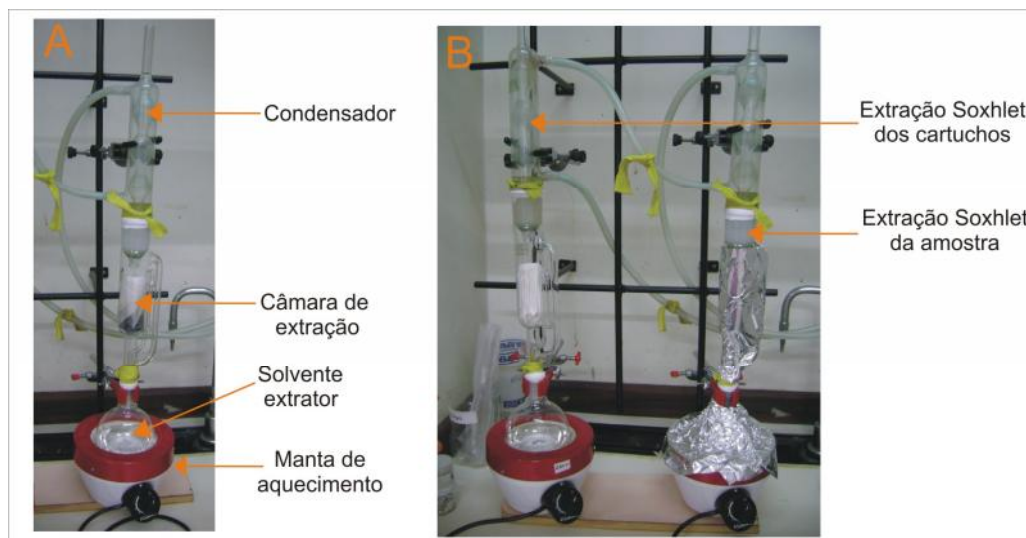 A
Condensador
Câmara de
extração
Solvente
extrator
Manta de
aquecimento
B
Extração Soxhlet
dos cartuchos
Extração Soxhlet
da amostra